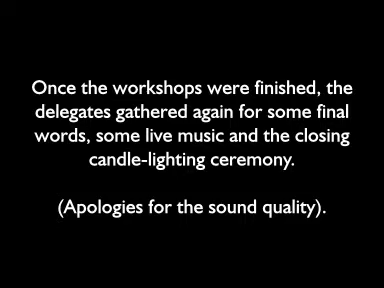 Once the workshops were finished, the
delegates gathered again for some final
words, some live music and the closing
candle-lighting ceremony.
(Apologies for the sound quality).